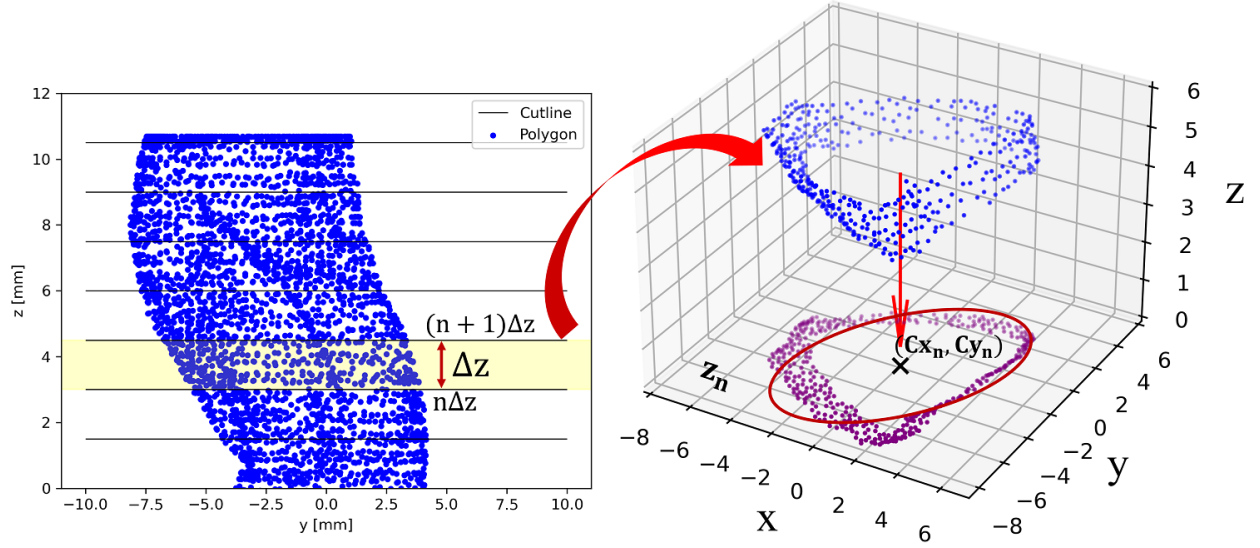 12
10
8
6
4
2
0
z [mm]
−10.0 −7.5 −5.0 −2.5 0.0 2.5 5.0 7.5 10.0
y [mm]
Cutline
Polygon
(n + 1)Δz
Δz
nΔz
6
5
4
3
2
1
0
Z
(Cxₙ, Cyₙ)
zₙ
−8 −6 −4 −2 0 2 4 6
x
6
4
2
0
−2
−4
−6
−8
y